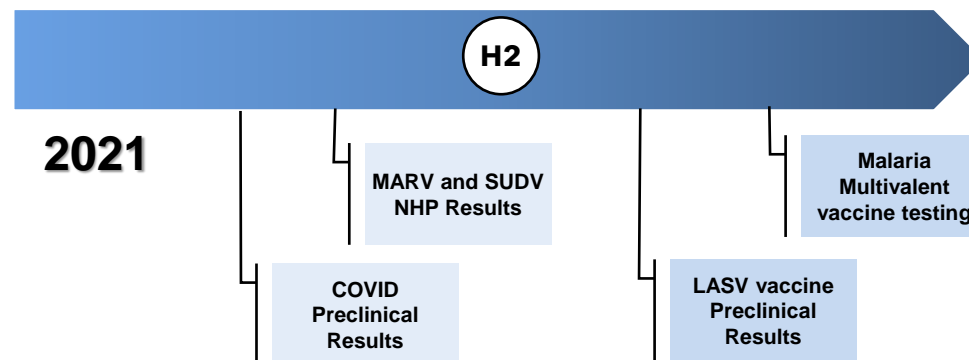 H2
2021
MARV and SUDV
NHP Results
Malaria
Multivalent
vaccine testing
COVID
Preclinical
Results
LASV vaccine
Preclinical
Results